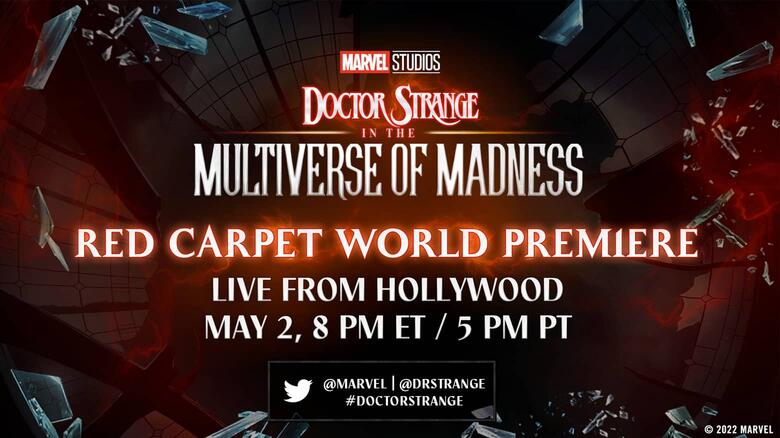 MARVEL STUDIOS
DOCTOR STRANGE
IN THE
MULTIVERSE OF MADNESS
RED CARPET WORLD PREMIERE
LIVE FROM HOLLYWOOD
MAY 2, 8 PM ET / 5 PM PT
@MARVEL | @DRSTRANGE
#DOCTORSTRANGE
© 2022 MARVEL